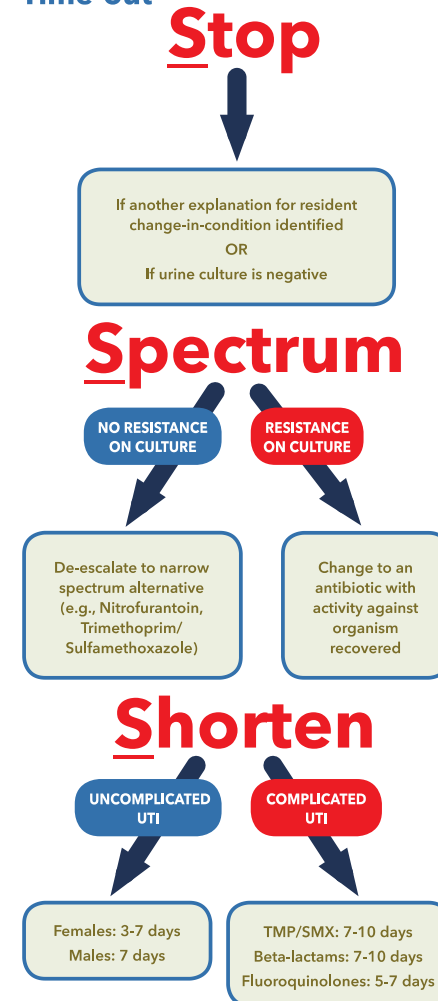 Stop
If another explanation for resident
change-in-condition identified
OR
If urine culture is negative
Spectrum
NO RESISTANCE
ON CULTURE
RESISTANCE
ON CULTURE
De-escalate to narrow
spectrum alternative
(e.g., Nitrofurantoin,
Trimethoprim/
Sulfamethoxazole)
Change to an
antibiotic with
activity against
organism
recovered
Shorten
UNCOMPLICATED
UTI
COMPLICATED
UTI
Females: 3-7 days
Males: 7 days
TMP/SMX: 7-10 days
Beta-lactams: 7-10 days
Fluoroquinolones: 5-7 days